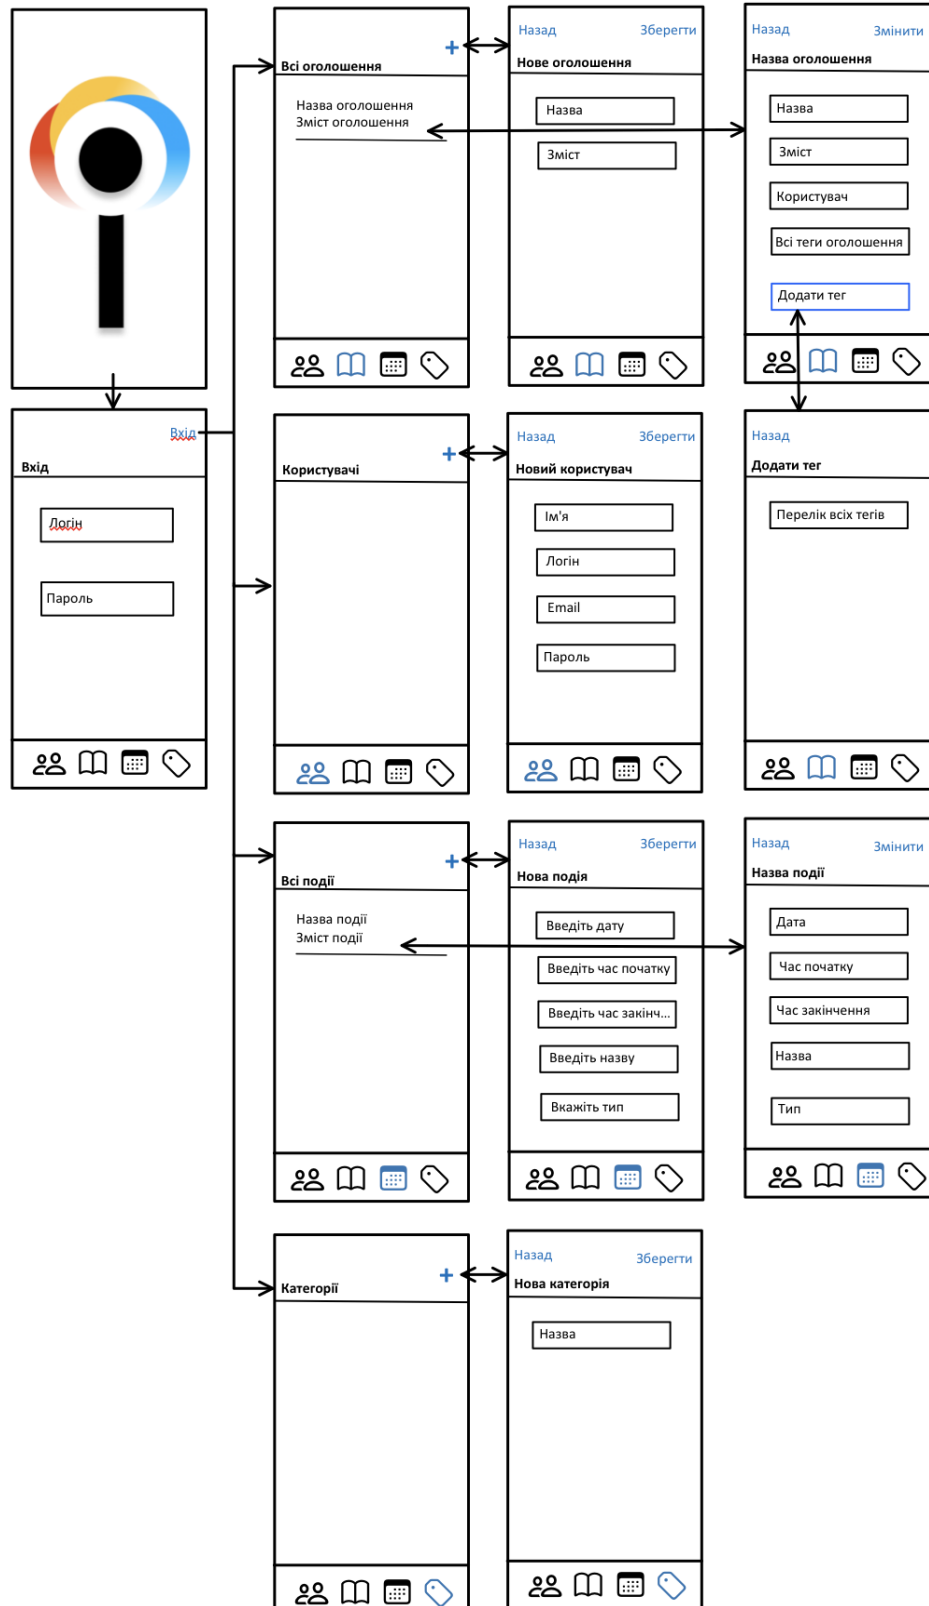 Вхід
Вхід
Логін
Пароль
+
Всі оголошення
Назва оголошення
Зміст оголошення
Назад Зберегти
Нове оголошення
Назва
Зміст
Назад Змінити
Назва оголошення
Назва
Зміст
Користувач
Всі теги оголошення
Додати тег
+
Користувачі
Назад Зберегти
Новий користувач
Ім'я
Логін
Email
Пароль
Назад
Додати тег
Перелік всіх тегів
+
Всі події
Назва події
Зміст події
Назад Зберегти
Нова подія
Введіть дату
Введіть час початку
Введіть час закінч...
Введіть назву
Вкажіть тип
Назад Змінити
Назва події
Дата
Час початку
Час закінчення
Назва
Тип
+
Категорії
Назад Зберегти
Нова категорія
Назва